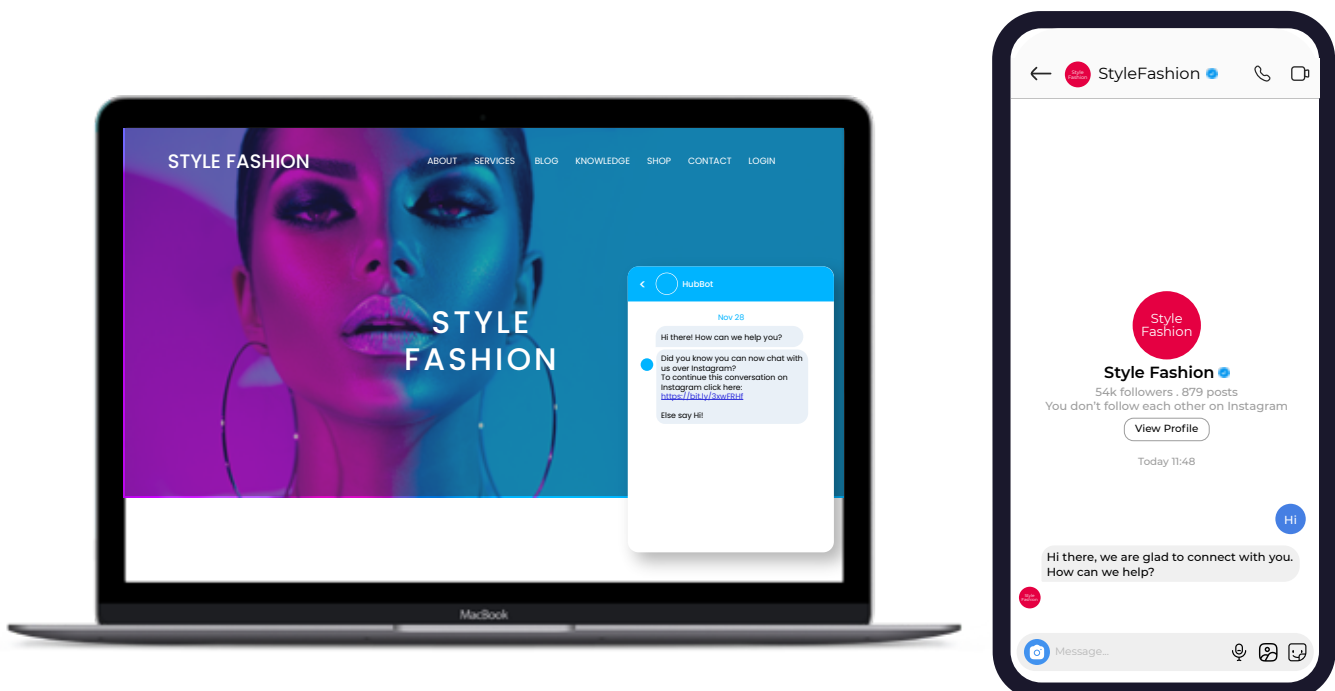 STYLE FASHION
ABOUT SERVICES BLOG KNOWLEDGE SHOP CONTACT LOGIN
STYLE
FASHION
HubBot
Nov 28
Hi there! How can we help you?
Did you know you can now chat with
us over Instagram?
To continue this conversation on
Instagram click here:
https://bit.ly/3xwFRHf
Else say Hi!
MacBook
Style
Fashion
StyleFashion
Style
Fashion
Style Fashion
54k followers . 879 posts
You don't follow each other on Instagram
View Profile
Today 11:48
Hi
Hi there, we are glad to connect with you.
How can we help?
Style
Fashion
Message...